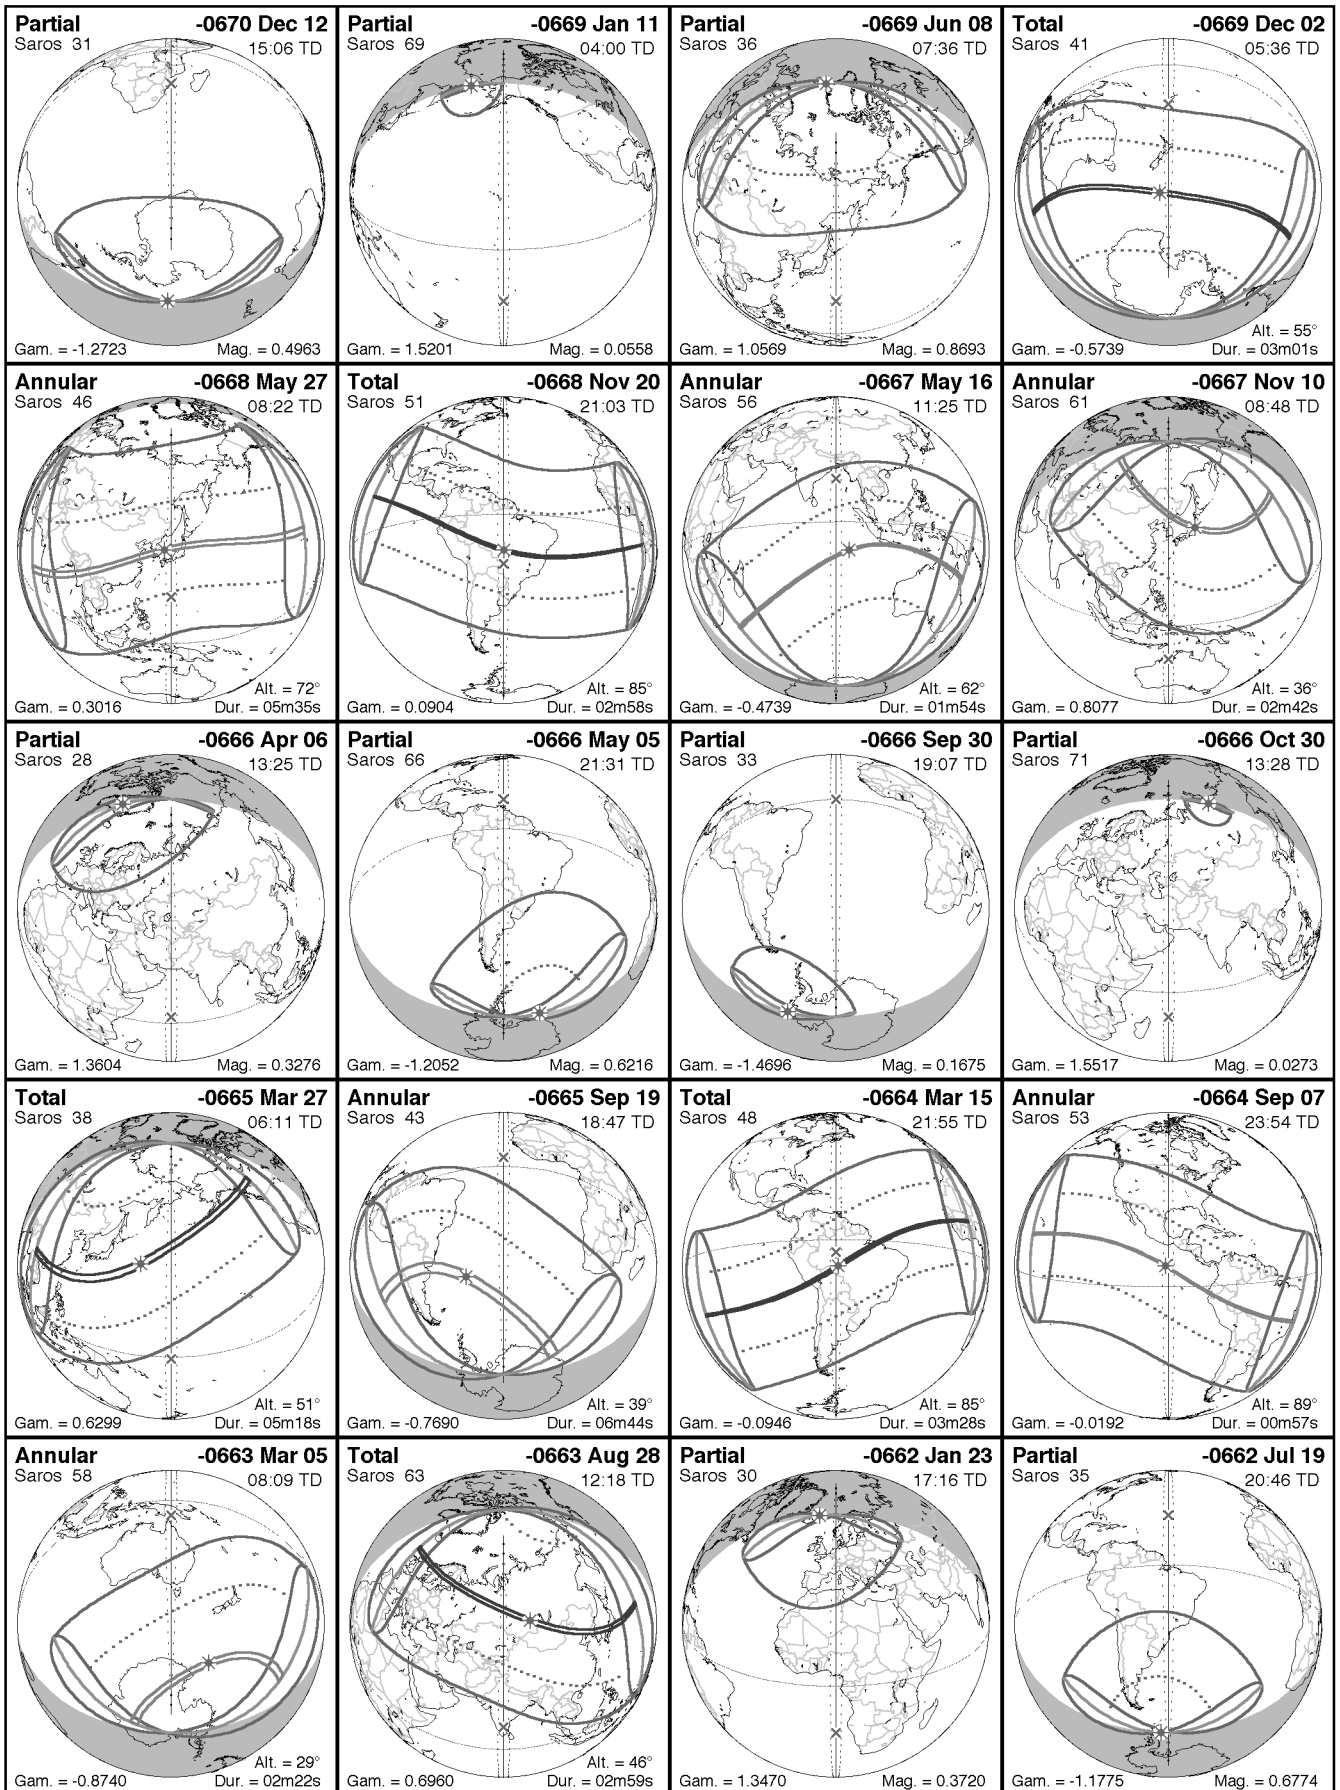 Partial -0670 Dec 12
Saros 31 15:06 TD
Gam. = -1.2723 Mag. = 0.4963
Partial -0669 Jan 11
Saros 69 04:00 TD
Gam. = 1.5201 Mag. = 0.0558
Partial -0669 Jun 08
Saros 36 07:36 TD
Gam. = 1.0569 Mag. = 0.8693
Total -0669 Dec 02
Saros 41 05:36 TD
Alt. = 55°
Gam. = -0.5739 Dur. = 03m01s
Annular -0668 May 27
Saros 46 08:22 TD
Alt. = 72°
Gam. = 0.3016 Dur. = 05m35s
Total -0668 Nov 20
Saros 51 21:03 TD
Alt. = 85°
Gam. = 0.0904 Dur. = 02m58s
Annular -0667 May 16
Saros 56 11:25 TD
Alt. = 62°
Gam. = -0.4739 Dur. = 01m54s
Annular -0667 Nov 10
Saros 61 08:48 TD
Alt. = 36°
Gam. = 0.8077 Dur. = 02m42s
Partial -0666 Apr 06
Saros 28 13:25 TD
Gam. = 1.3604 Mag. = 0.3276
Partial -0666 May 05
Saros 66 21:31 TD
Gam. = -1.2052 Mag. = 0.6216
Partial -0666 Sep 30
Saros 33 19:07 TD
Gam. = -1.4696 Mag. = 0.1675
Partial -0666 Oct 30
Saros 71 13:28 TD
Gam. = 1.5517 Mag. = 0.0273
Total -0665 Mar 27
Saros 38 06:11 TD
Alt. = 51°
Gam. = 0.6299 Dur. = 05m18s
Annular -0665 Sep 19
Saros 43 18:47 TD
Alt. = 39°
Gam. = -0.7690 Dur. = 06m44s
Total -0664 Mar 15
Saros 48 21:55 TD
Alt. = 85°
Gam. = -0.0946 Dur. = 03m28s
Annular -0664 Sep 07
Saros 53 23:54 TD
Alt. = 89°
Gam. = -0.0192 Dur. = 00m57s
Annular -0663 Mar 05
Saros 58 08:09 TD
Alt. = 29°
Gam. = -0.8740 Dur. = 02m22s
Total -0663 Aug 28
Saros 63 12:18 TD
Alt. = 46°
Gam. = 0.6960 Dur. = 02m59s
Partial -0662 Jan 23
Saros 30 17:16 TD
Gam. = 1.3470 Mag. = 0.3720
Partial -0662 Jul 19
Saros 35 20:46 TD
Gam. = -1.1775 Mag. = 0.6774